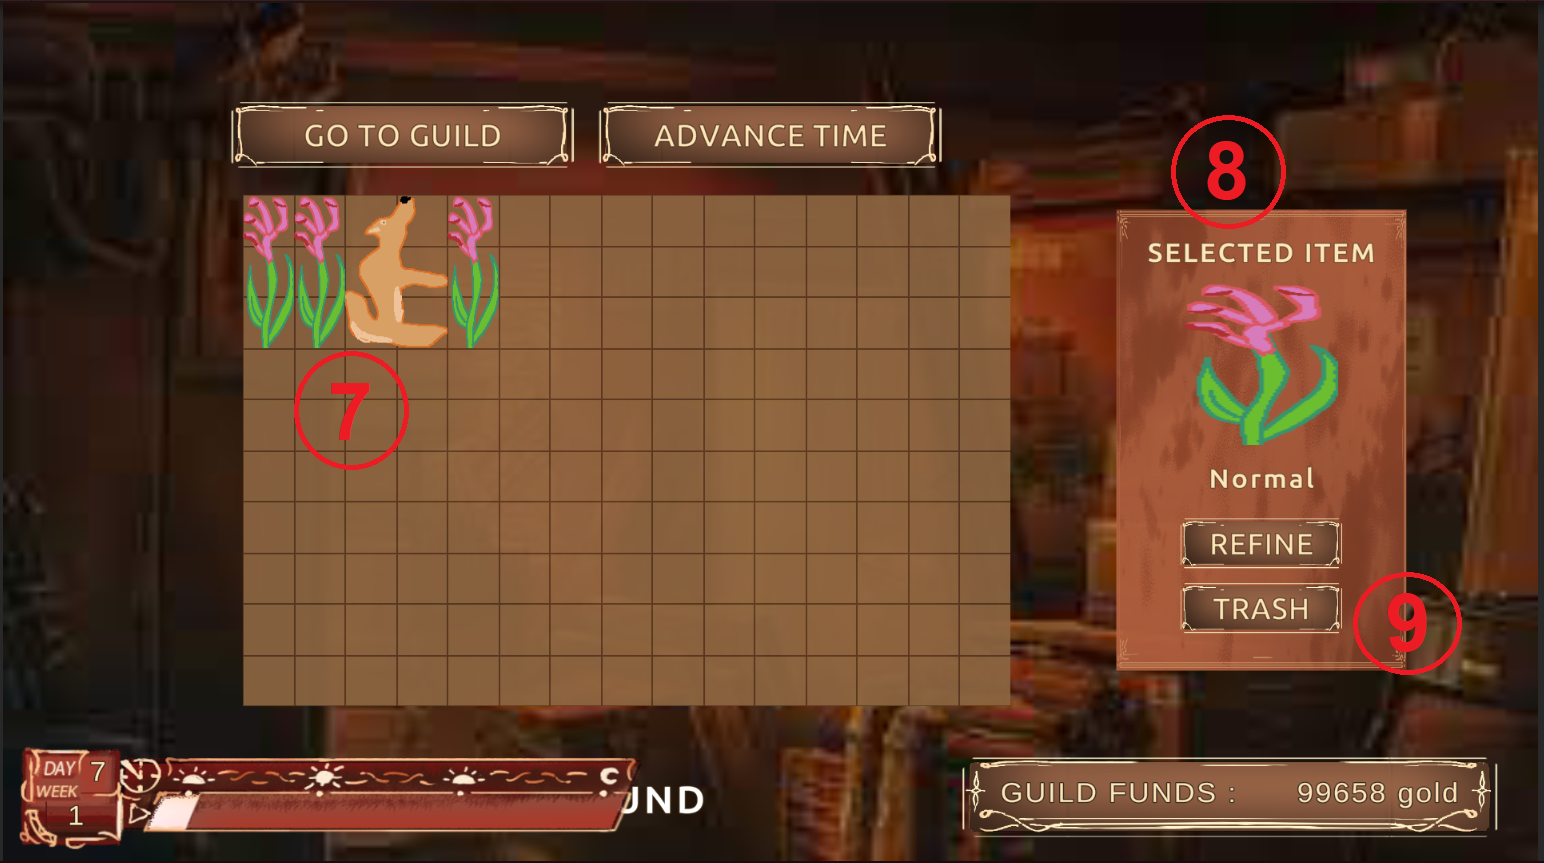 GO TO GUILD
ADVANCE TIME
8
SELECTED ITEM
7
Normal
REFINE
TRASH
9
DAY 7
WEEK
1
UND
GUILD FUNDS : 99658 gold